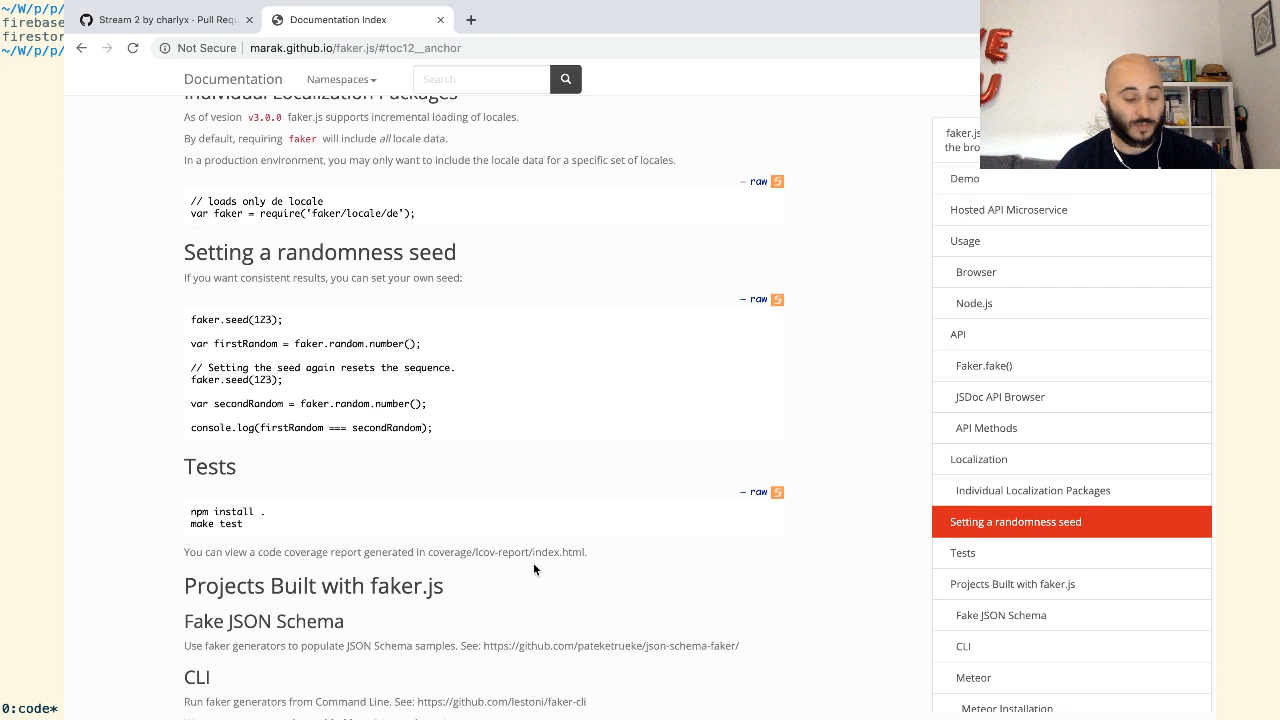 ~/W/p/p/
firebase
firestor
~/W/p/p/
Stream 2 by charlyx · Pull Requ
Documentation Index
Not Secure
marak.github.io/faker.js/#toc12__anchor
Documentation
Namespaces
Search
Individual Localization Packages
As of vesion v3.0.0 faker.js supports incremental loading of locales.
By default, requiring faker will include all locale data.
In a production environment, you may only want to include the locale data for a specific set of locales.
— raw
// loads only de locale
var faker = require('faker/locale/de');
Setting a randomness seed
If you want consistent results, you can set your own seed:
— raw
faker.seed(123);
var firstRandom = faker.random.number();
// Setting the seed again resets the sequence.
faker.seed(123);
var secondRandom = faker.random.number();
console.log(firstRandom === secondRandom);
Tests
— raw
npm install .
make test
You can view a code coverage report generated in coverage/lcov-report/index.html.
Projects Built with faker.js
Fake JSON Schema
Use faker generators to populate JSON Schema samples. See: https://github.com/pateketrueke/json-schema-faker/
CLI
Run faker generators from Command Line. See: https://github.com/lestoni/faker-cli
faker.js
the bro
Demo
Hosted API Microservice
Usage
Browser
Node.js
API
Faker.fake()
JSDoc API Browser
API Methods
Localization
Individual Localization Packages
Setting a randomness seed
Tests
Projects Built with faker.js
Fake JSON Schema
CLI
Meteor
Meteor Installation
0:code*